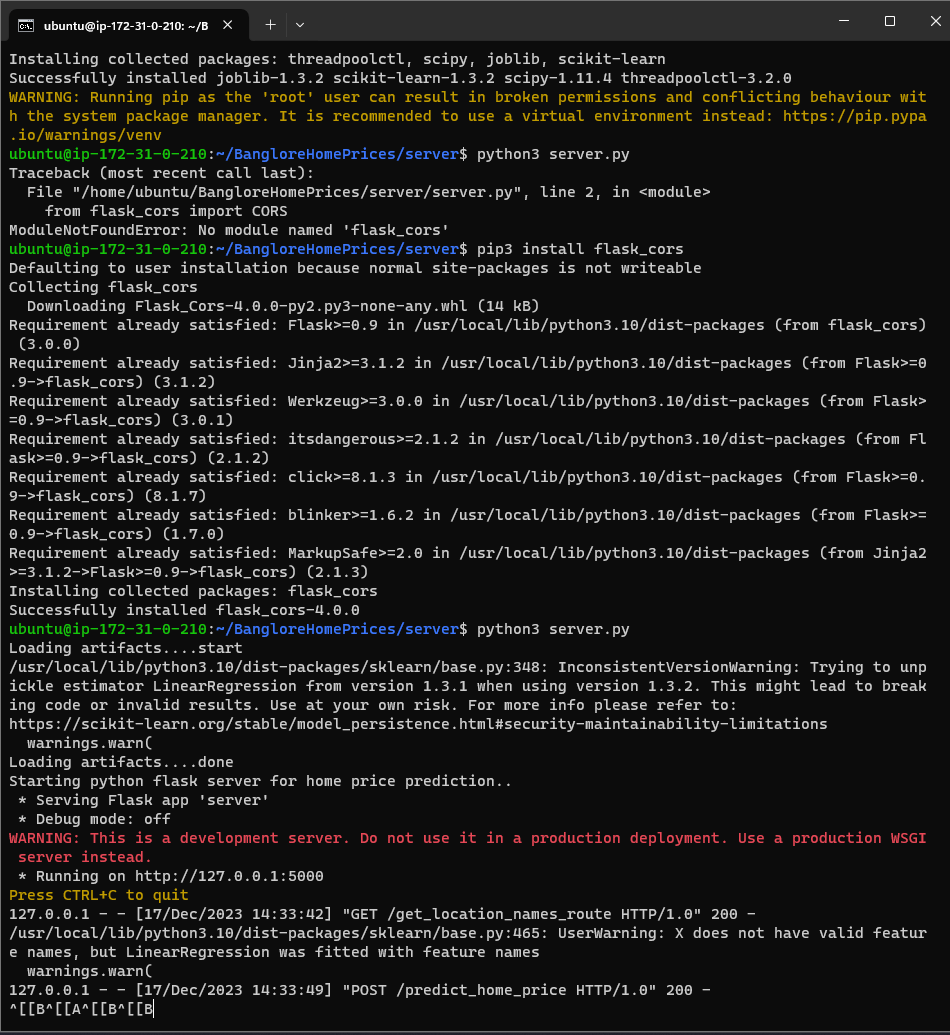 ubuntu@ip-172-31-0-210: ~/B
Installing collected packages: threadpoolctl, scipy, joblib, scikit-learn
Successfully installed joblib-1.3.2 scikit-learn-1.3.2 scipy-1.11.4 threadpoolctl-3.2.0
WARNING: Running pip as the 'root' user can result in broken permissions and conflicting behaviour wit
h the system package manager. It is recommended to use a virtual environment instead: https://pip.pypa
.io/warnings/venv
ubuntu@ip-172-31-0-210:~/BangloreHomePrices/server$ python3 server.py
Traceback (most recent call last):
  File "/home/ubuntu/BangloreHomePrices/server/server.py", line 2, in <module>
    from flask_cors import CORS
ModuleNotFoundError: No module named 'flask_cors'
ubuntu@ip-172-31-0-210:~/BangloreHomePrices/server$ pip3 install flask_cors
Defaulting to user installation because normal site-packages is not writeable
Collecting flask_cors
  Downloading Flask_Cors-4.0.0-py2.py3-none-any.whl (14 kB)
Requirement already satisfied: Flask>=0.9 in /usr/local/lib/python3.10/dist-packages (from flask_cors)
 (3.0.0)
Requirement already satisfied: Jinja2>=3.1.2 in /usr/local/lib/python3.10/dist-packages (from Flask>=0
.9->flask_cors) (3.1.2)
Requirement already satisfied: Werkzeug>=3.0.0 in /usr/local/lib/python3.10/dist-packages (from Flask>
=0.9->flask_cors) (3.0.1)
Requirement already satisfied: itsdangerous>=2.1.2 in /usr/local/lib/python3.10/dist-packages (from Fl
ask>=0.9->flask_cors) (2.1.2)
Requirement already satisfied: click>=8.1.3 in /usr/local/lib/python3.10/dist-packages (from Flask>=0.
9->flask_cors) (8.1.7)
Requirement already satisfied: blinker>=1.6.2 in /usr/local/lib/python3.10/dist-packages (from Flask>=
0.9->flask_cors) (1.7.0)
Requirement already satisfied: MarkupSafe>=2.0 in /usr/local/lib/python3.10/dist-packages (from Jinja2
>=3.1.2->Flask>=0.9->flask_cors) (2.1.3)
Installing collected packages: flask_cors
Successfully installed flask_cors-4.0.0
ubuntu@ip-172-31-0-210:~/BangloreHomePrices/server$ python3 server.py
Loading artifacts....start
/usr/local/lib/python3.10/dist-packages/sklearn/base.py:348: InconsistentVersionWarning: Trying to unp
ickle estimator LinearRegression from version 1.3.1 when using version 1.3.2. This might lead to break
ing code or invalid results. Use at your own risk. For more info please refer to:
https://scikit-learn.org/stable/model_persistence.html#security-maintainability-limitations
  warnings.warn(
Loading artifacts....done
Starting python flask server for home price prediction..
 * Serving Flask app 'server'
 * Debug mode: off
WARNING: This is a development server. Do not use it in a production deployment. Use a production WSGI
 server instead.
 * Running on http://127.0.0.1:5000
Press CTRL+C to quit
127.0.0.1 - - [17/Dec/2023 14:33:42] "GET /get_location_names_route HTTP/1.0" 200 -
/usr/local/lib/python3.10/dist-packages/sklearn/base.py:465: UserWarning: X does not have valid featur
e names, but LinearRegression was fitted with feature names
  warnings.warn(
127.0.0.1 - - [17/Dec/2023 14:33:49] "POST /predict_home_price HTTP/1.0" 200 -
^[[B^[[A^[[B^[[B